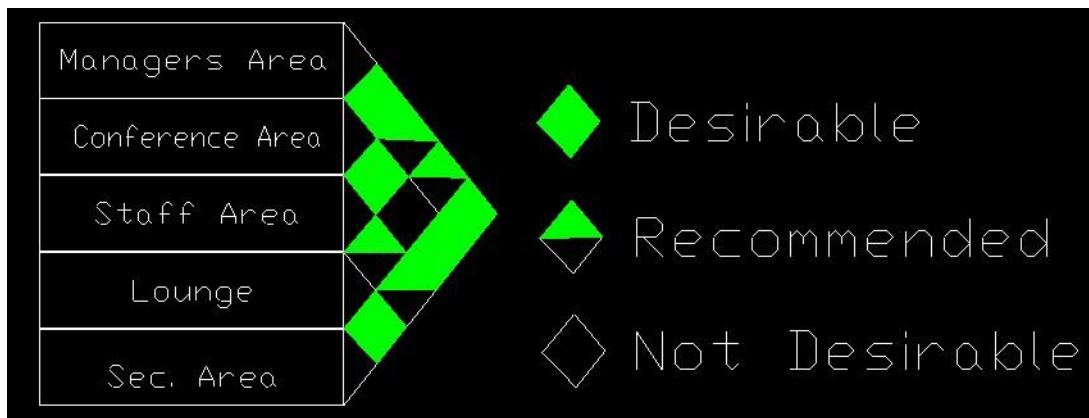 Managers Area
Conference Area
Staff Area
Lounge
Sec. Area
Desirable
Recommended
Not Desirable